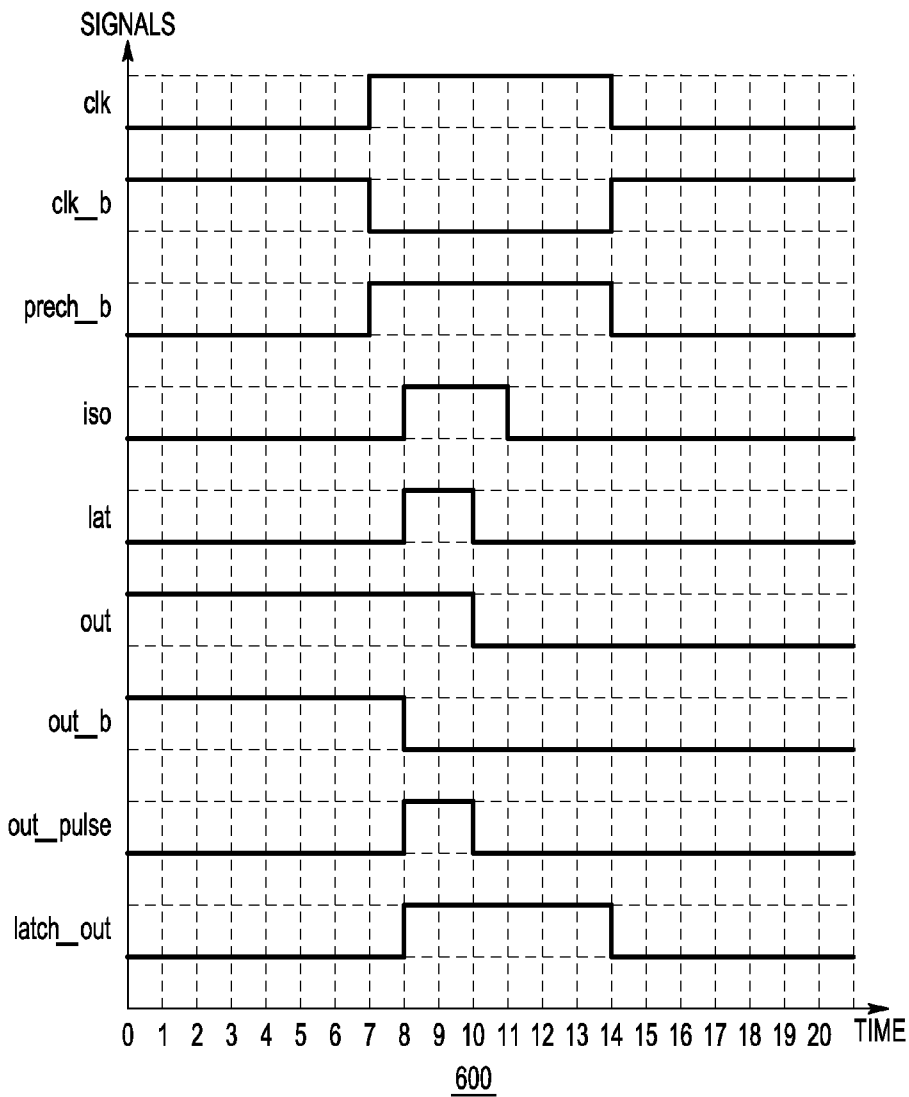 SIGNALS
clk
clk_b
prech_b
iso
lat
out
out_b
out_pulse
latch_out
0 1 2 3 4 5 6 7 8 9 10 11 12 13 14 15 16 17 18 19 20 TIME
600